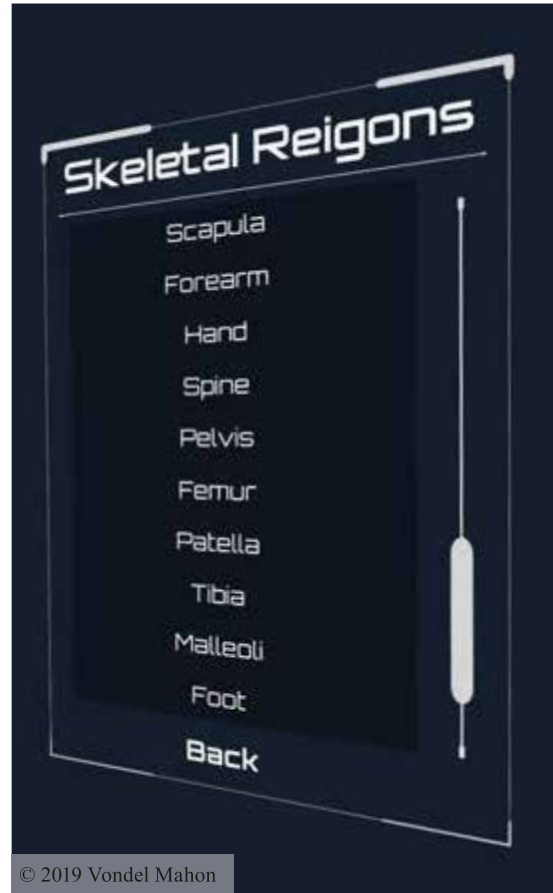 Skeletal Reigons
Scapula
Forearm
Hand
Spine
Pelvis
Femur
Patella
Tibia
Malleoli
Foot
Back
© 2019 Vondel Mahon